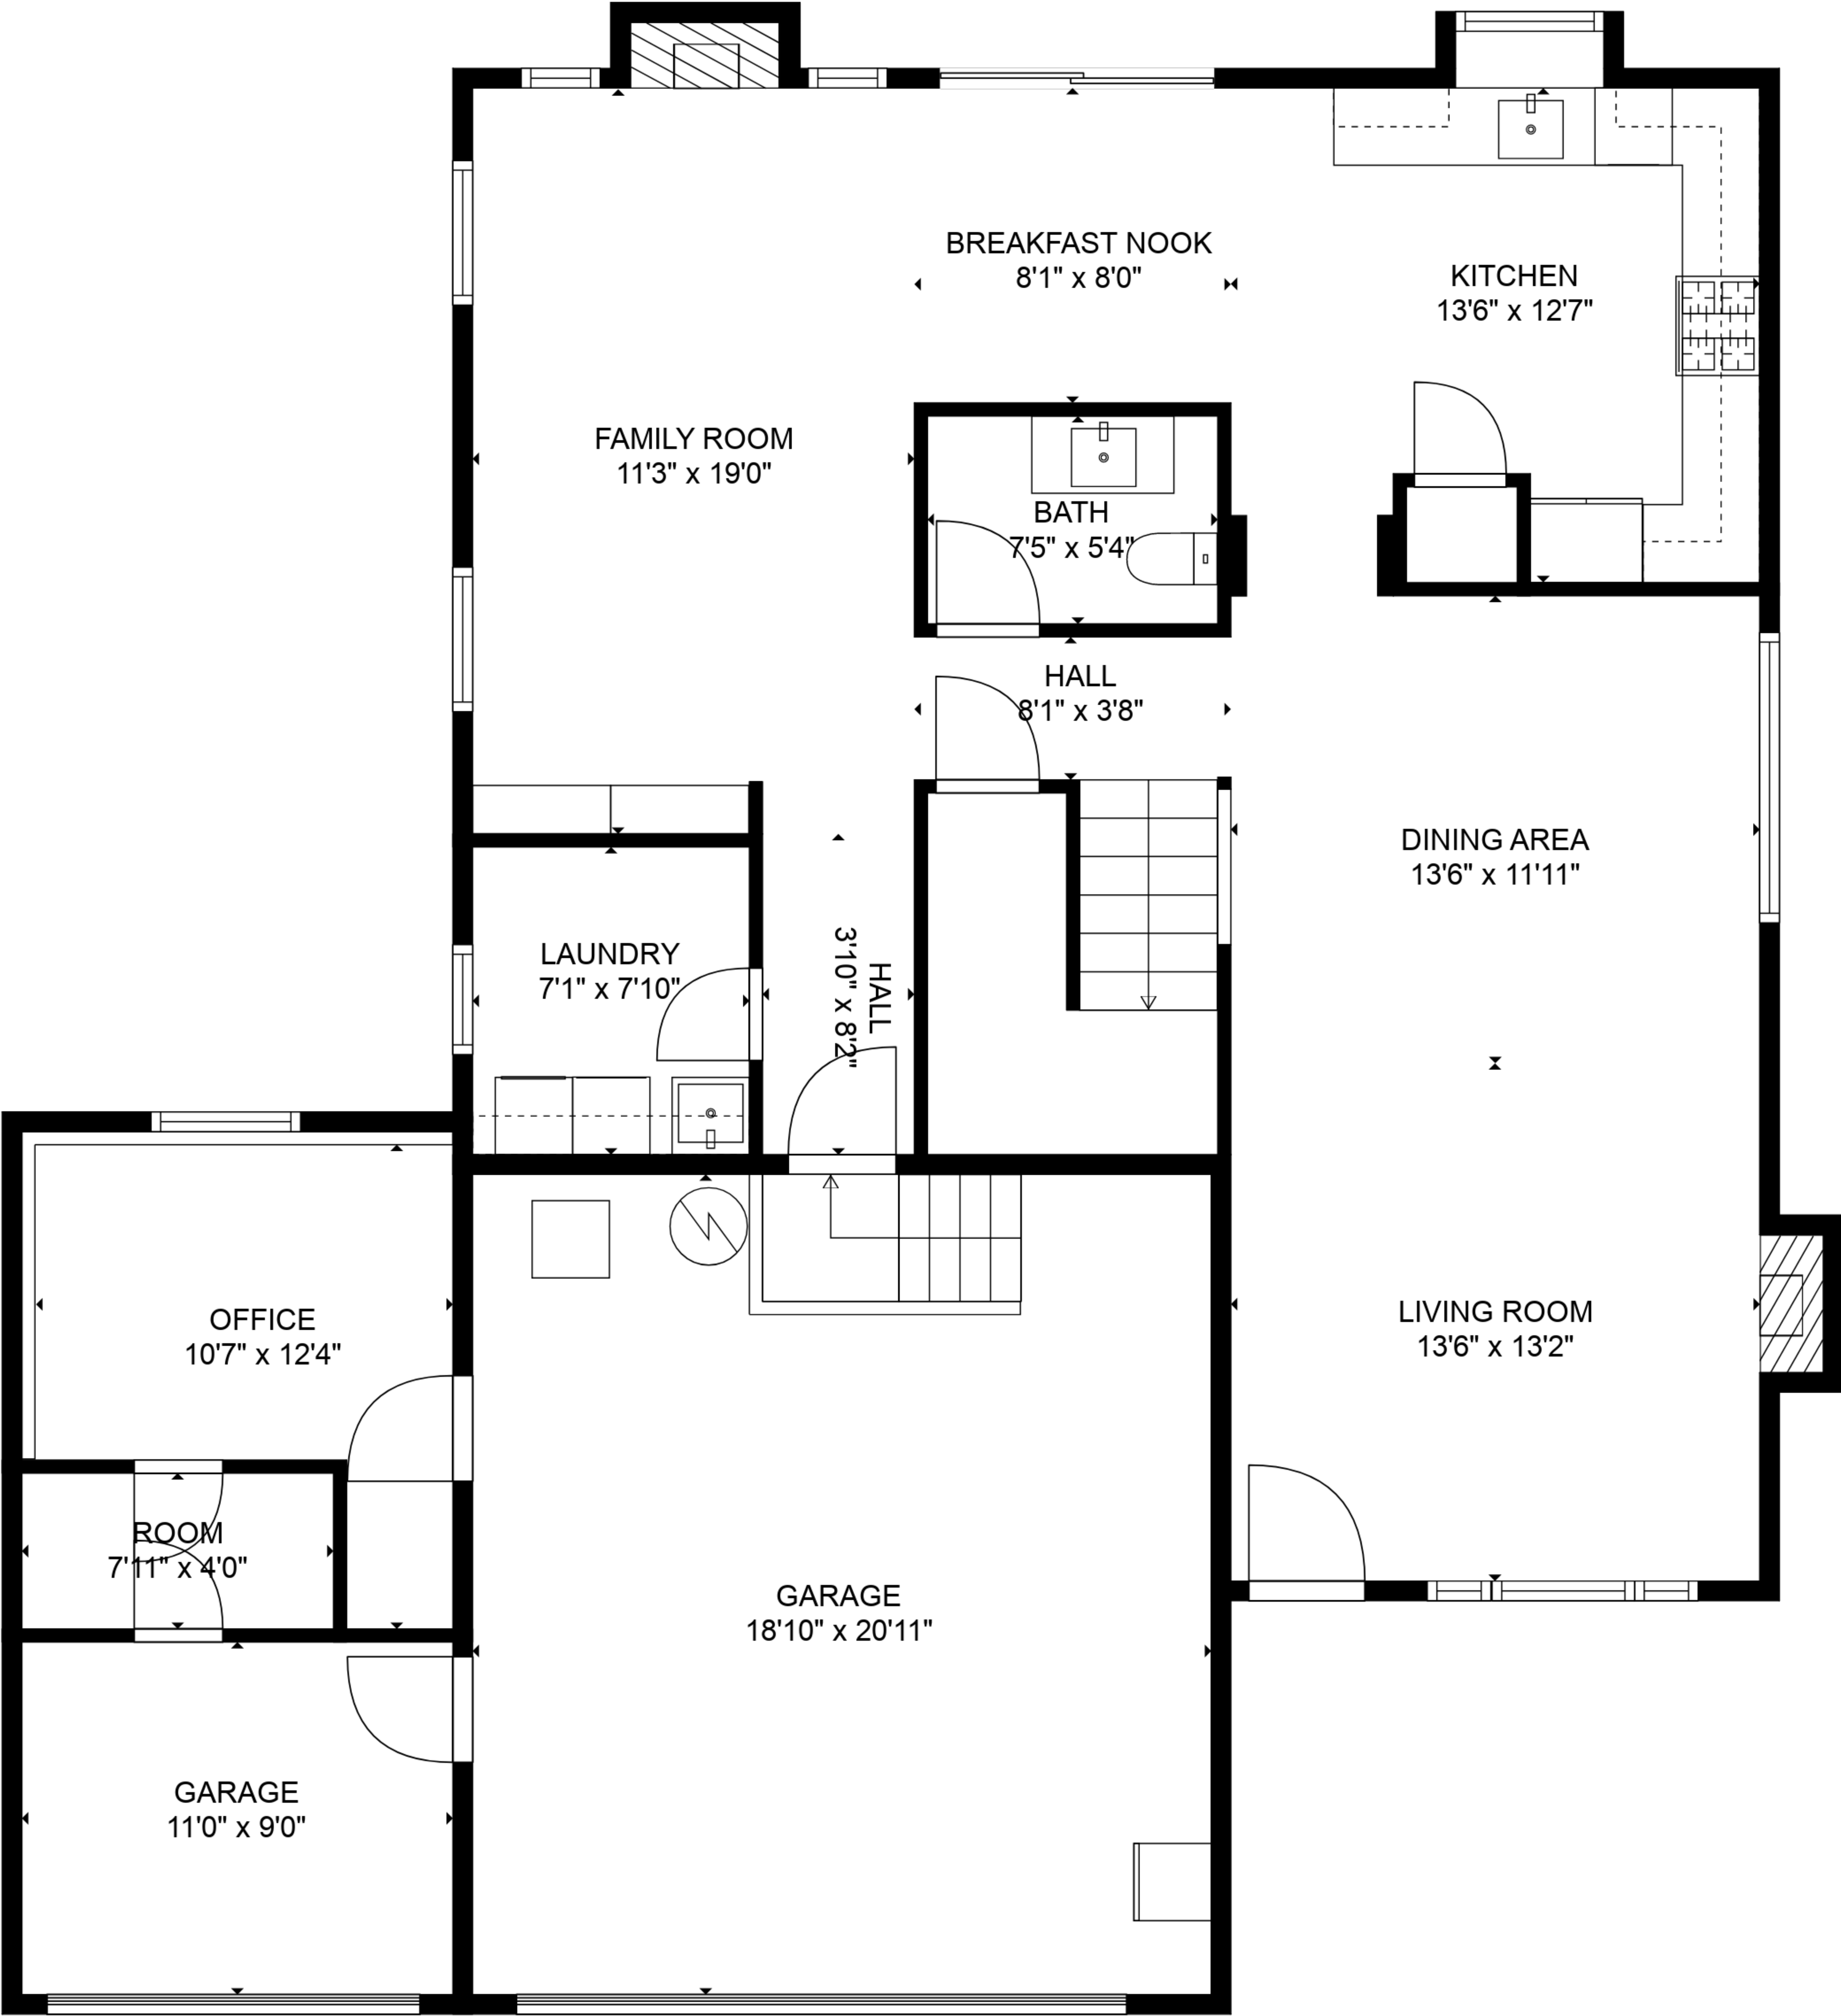 BREAKFAST NOOK
8'1" x 8'0"
KITCHEN
13'6" x 12'7"
FAMILY ROOM
11'3" x 19'0"
BATH
7'5" x 5'4"
HALL
8'1" x 3'8"
DINING AREA
13'6" x 11'11"
LAUNDRY
7'1" x 7'10"
HALL
3'10" x 8'2"
OFFICE
10'7" x 12'4"
LIVING ROOM
13'6" x 13'2"
ROOM
7'11" x 4'0"
GARAGE
18'10" x 20'11"
GARAGE
11'0" x 9'0"